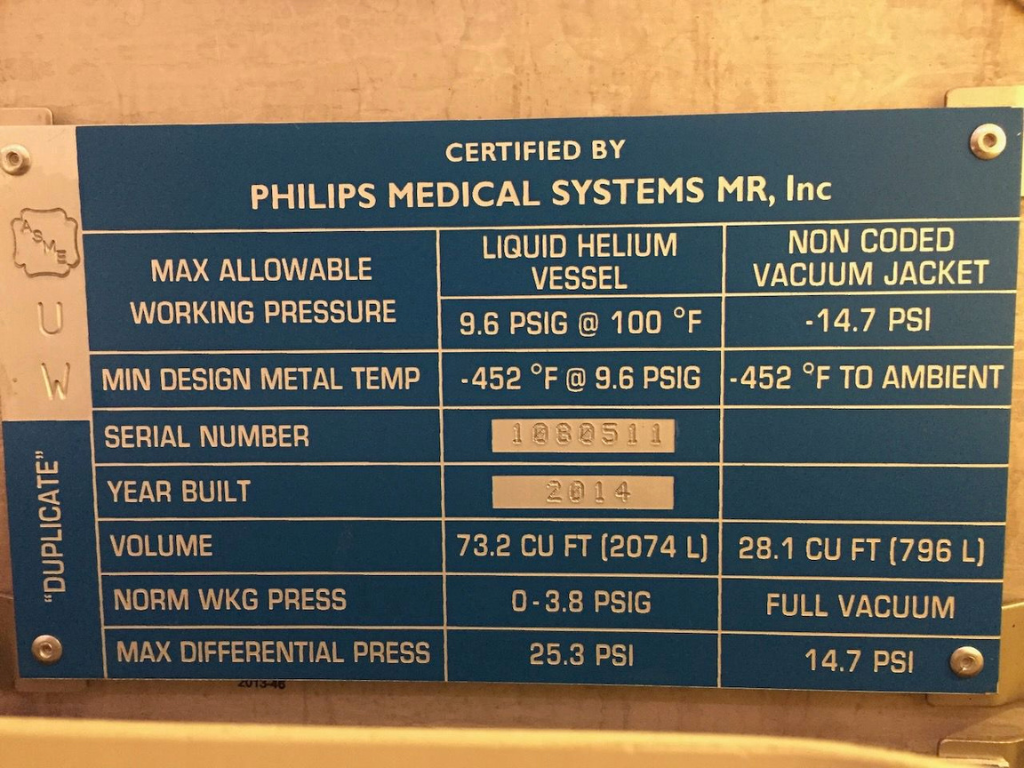 CERTIFIED BY
PHILIPS MEDICAL SYSTEMS MR, Inc
ASME
U
W
"DUPLICATE"
MAX ALLOWABLE
WORKING PRESSURE
LIQUID HELIUM
VESSEL
NON CODED
VACUUM JACKET
9.6 PSIG @ 100 °F
-14.7 PSI
MIN DESIGN METAL TEMP
-452 °F @ 9.6 PSIG
-452 °F TO AMBIENT
SERIAL NUMBER
1080511
YEAR BUILT
2014
VOLUME
73.2 CU FT (2074 L)
28.1 CU FT (796 L)
NORM WKG PRESS
0-3.8 PSIG
FULL VACUUM
MAX DIFFERENTIAL PRESS
25.3 PSI
14.7 PSI
2013-46